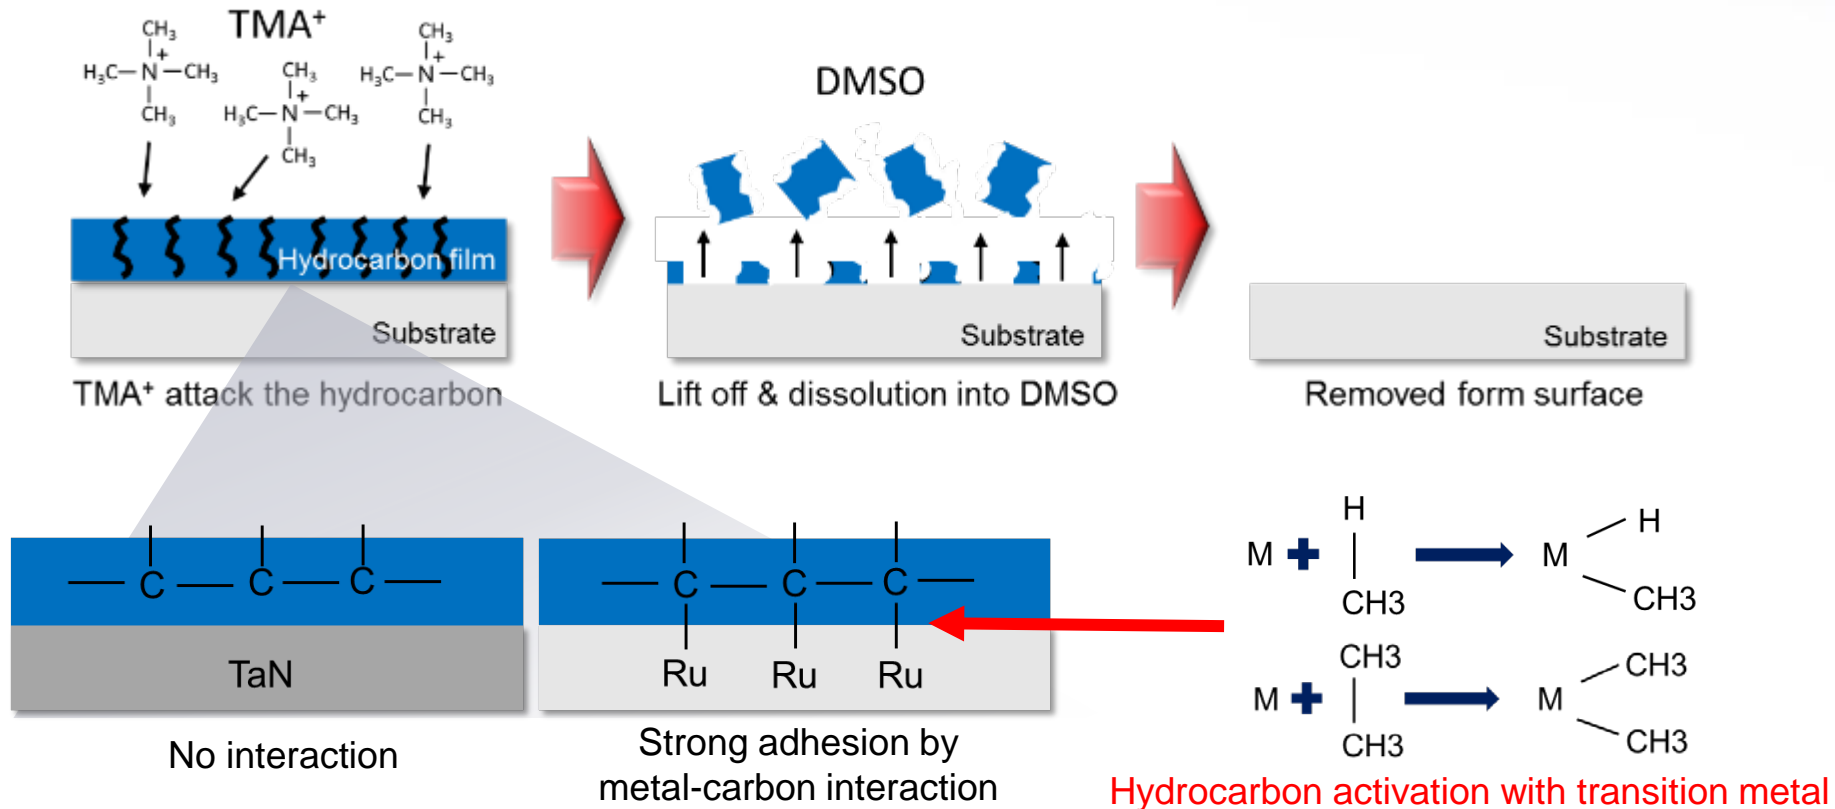 TMA⁺
CH₃
H₃C—N⁺—CH₃
CH₃
CH₃
H₃C—N⁺—CH₃
CH₃
CH₃
H₃C—N⁺—CH₃
CH₃
Hydrocarbon film
Substrate
TMA⁺ attack the hydrocarbon
DMSO
Substrate
Lift off & dissolution into DMSO
Substrate
Removed form surface
C C C
TaN
No interaction
C C C
Ru Ru Ru
Strong adhesion by
metal-carbon interaction
H
M + CH3
M H
CH3
CH3
M + CH3
M CH3
CH3
Hydrocarbon activation with transition metal